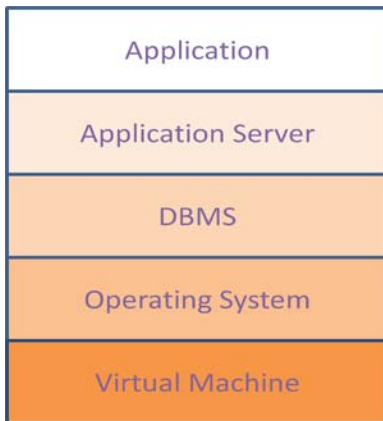 Application
Application Server
DBMS
Operating System
Virtual Machine